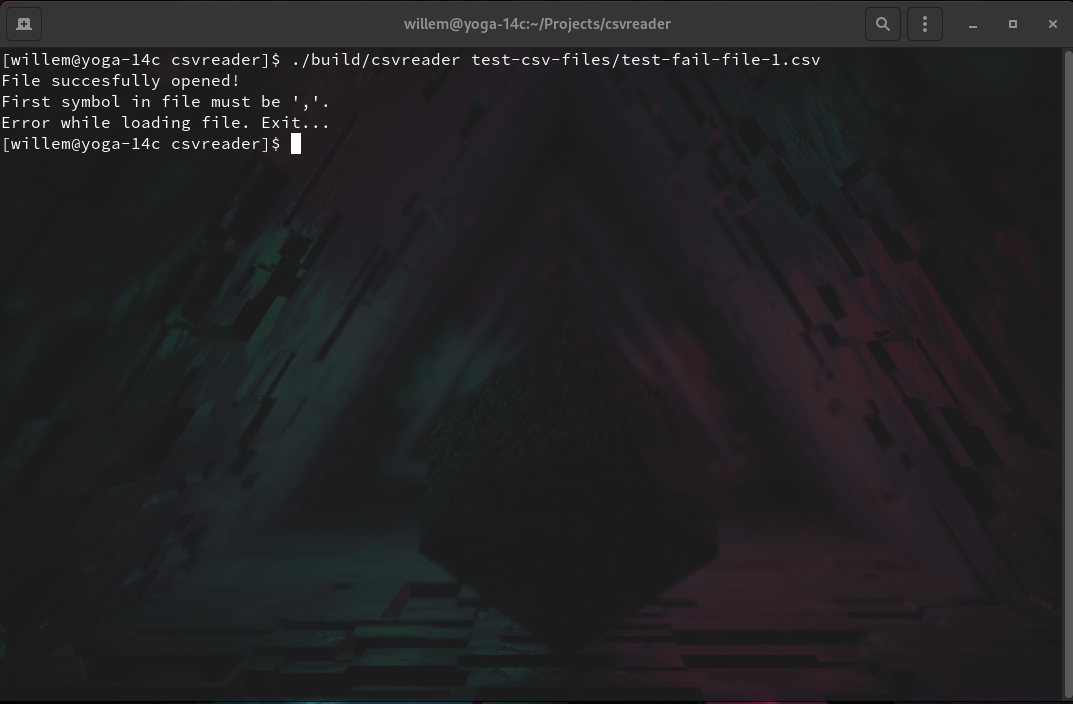 willem@yoga-14c:~/Projects/csvreader
[willem@yoga-14c csvreader]$ ./build/csvreader test-csv-files/test-fail-file-1.csv
File succesfully opened!
First symbol in file must be ','.
Error while loading file. Exit...
[willem@yoga-14c csvreader]$